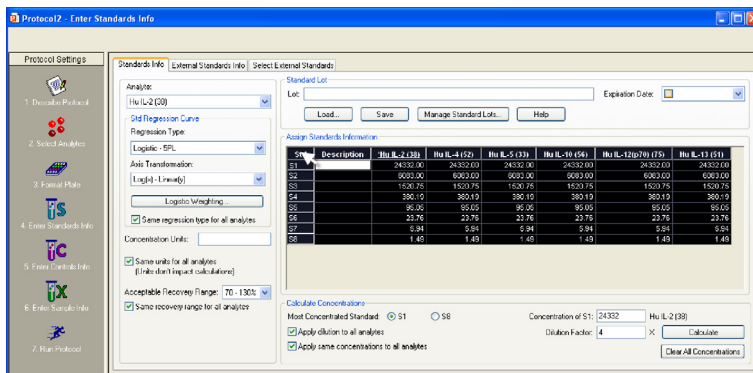 Protocol2 - Enter Standards Info
Protocol Settings
1. Describe Protocol
2. Select Analytes
3. Format Plate
4. Enter Standards Info
5. Enter Controls Info
6. Enter Sample Info
7. Run Protocol
Standards Info External Standards Info Select External Standards
Analyte:
Hu IL-2 (38)
Std Regression Curve
Regression Type:
Logistic - 5PL
Axis Transformation:
Log(x) - Linear(y)
Logistic Weighting...
Same regression type for all analytes
Concentration Units:
Same units for all analytes
(Units don't impact calculations)
Acceptable Recovery Range: 70 - 130%
Same recovery range for all analytes
Standard Lot
Lot: Expiration Date:
Load... Save Manage Standard Lots... Help
Assign Standards Information
Description Hu IL-2 (38) Hu IL-4 (52) Hu IL-5 (33) Hu IL-10 (56) Hu IL-12(p70) (75) Hu IL-13 (51)
S1 24332.00 24332.00 24332.00 24332.00 24332.00 24332.00
S2 6083.00 6083.00 6083.00 6083.00 6083.00 6083.00
S3 1520.75 1520.75 1520.75 1520.75 1520.75 1520.75
S4 380.19 380.19 380.19 380.19 380.19 380.19
S5 95.05 95.05 95.05 95.05 95.05 95.05
S6 23.76 23.76 23.76 23.76 23.76 23.76
S7 5.94 5.94 5.94 5.94 5.94 5.94
S8 1.49 1.49 1.49 1.49 1.49 1.49
Calculate Concentrations
Most Concentrated Standard: S1 S8 Concentration of S1: 24332 Hu IL-2 (38)
Apply dilution to all analytes Dilution Factor: 4 X Calculate
Apply same concentrations to all analytes
Clear All Concentrations